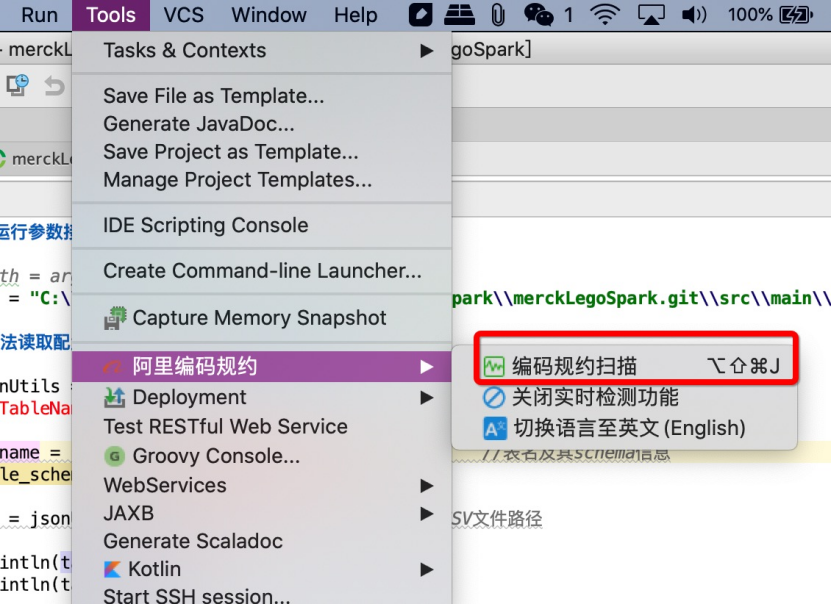 Run Tools VCS Window Help 1 100%
merckL
goSpark]
Tasks & Contexts
Save File as Template...
Generate JavaDoc...
Save Project as Template...
merckL
Manage Project Templates...
IDE Scripting Console
运行参数
Create Command-line Launcher...
th = ar
= "C:\
park\\merckLegoSpark.git\\src\\main\\
Capture Memory Snapshot
法读取配
阿里编码规约
编码规约扫描 ⌥⇧⌘J
nUtils =
Deployment
关闭实时检测功能
TableNam
Test RESTful Web Service
切换语言至英文(English)
name =
Groovy Console...
//表名及其schema信息
le_sche
WebServices
= json
JAXB
SV文件路径
Generate Scaladoc
intln(t
Kotlin
intln(t
Start SSH session...